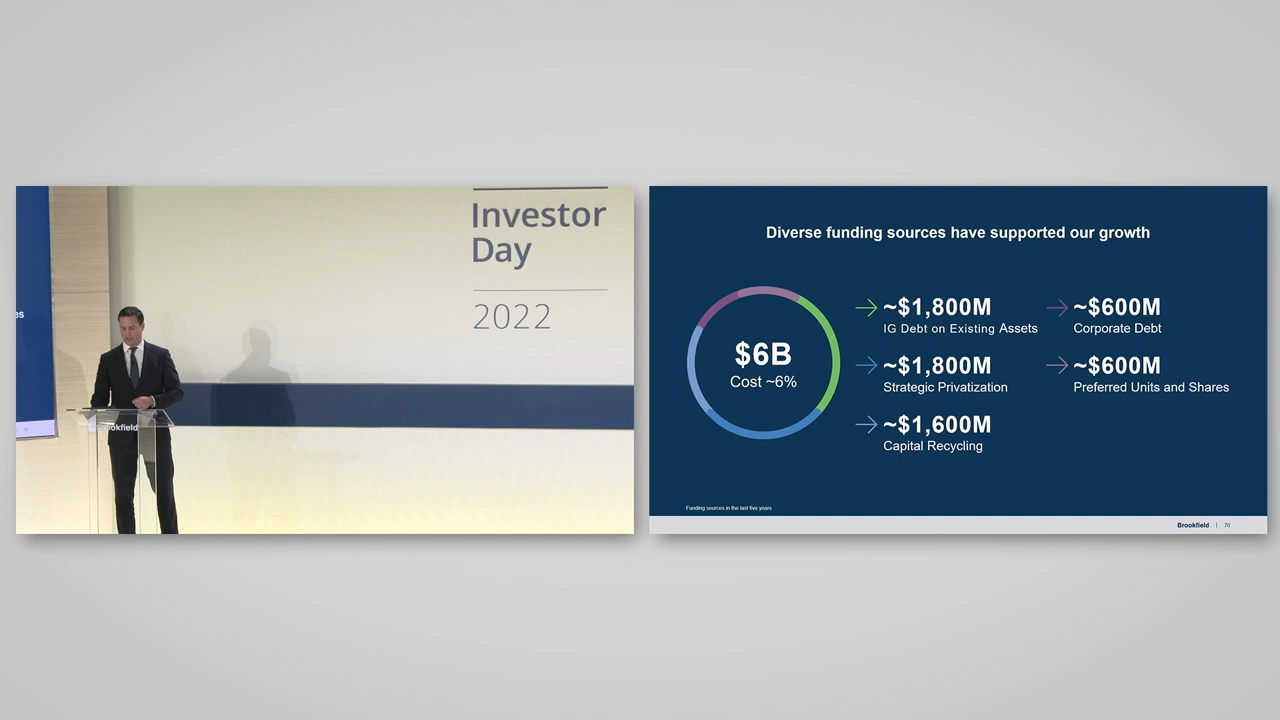 Investor
Day
2022
es
Brookfield
Diverse funding sources have supported our growth
$6B
Cost ~6%
~$1,800M
IG Debt on Existing Assets
~$1,800M
Strategic Privatization
~$1,600M
Capital Recycling
~$600M
Corporate Debt
~$600M
Preferred Units and Shares
Funding sources in the last five years
Brookfield | 70